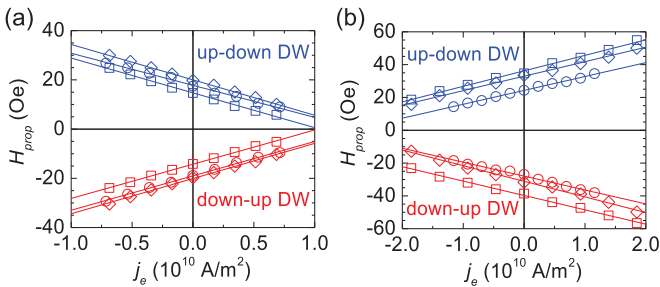 (a)
40
20
0
-20
-40
H_prop (Oe)
up-down DW
down-up DW
-1.0 -0.5 0.0 0.5 1.0
j_e (10^10 A/m^2)
(b)
60
40
20
0
-20
-40
-60
H_prop (Oe)
up-down DW
down-up DW
-2.0 -1.0 0.0 1.0 2.0
j_e (10^10 A/m^2)